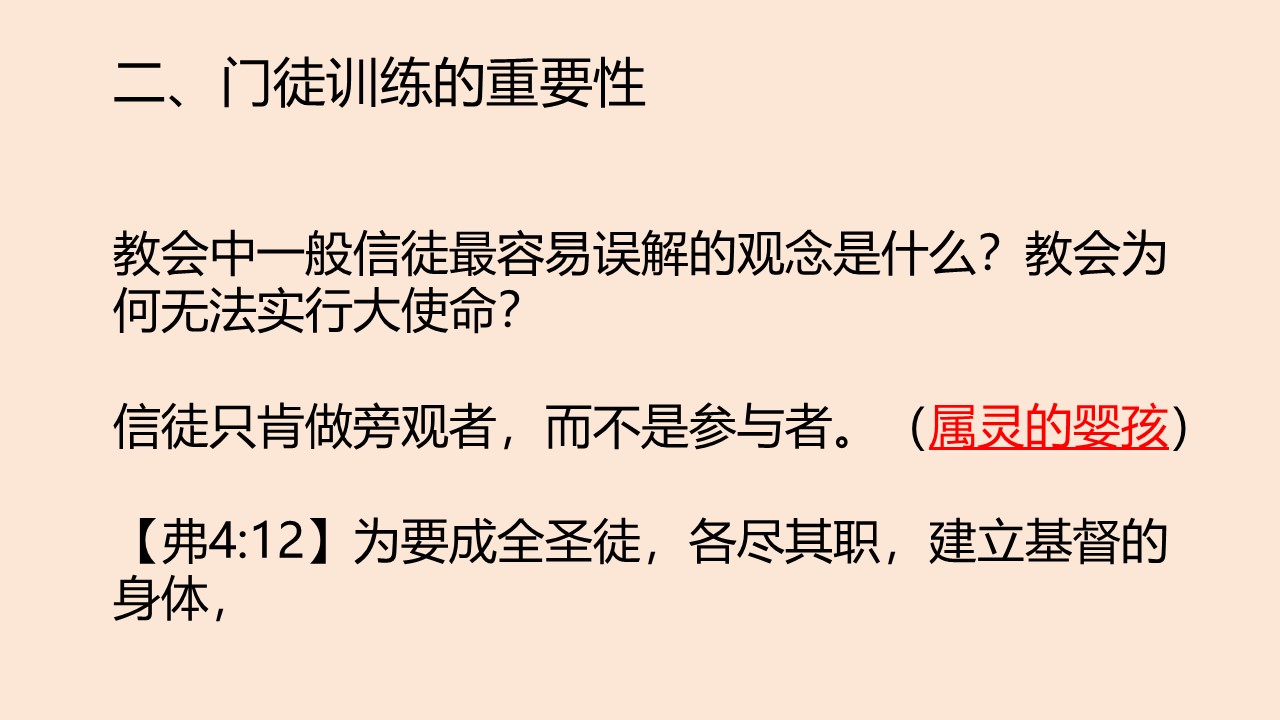 二、门徒训练的重要性
教会中一般信徒最容易误解的观念是什么？教会为
何无法实行大使命？
信徒只肯做旁观者，而不是参与者。（属灵的婴孩）
【弗4:12】为要成全圣徒，各尽其职，建立基督的
身体，